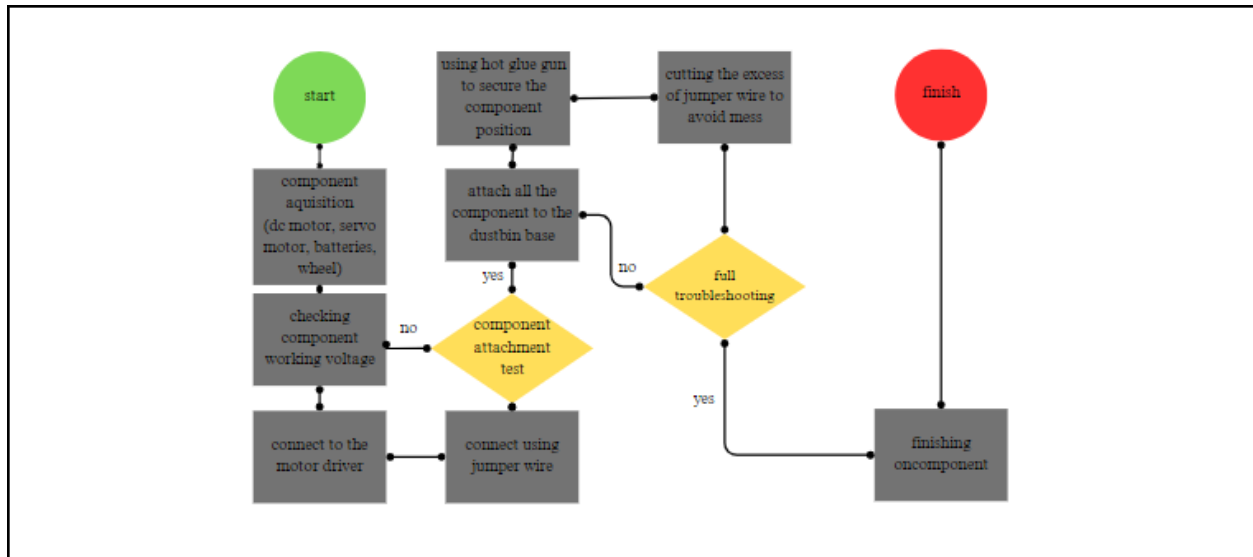 start
component
aquisition
(dc motor, servo
motor, batteries,
wheel)
checking
component
working voltage
connect to the
motor driver
connect using
jumper wire
no
component
attachment
test
yes
attach all the
component to the
dustbin base
using hot glue gun
to secure the
component
position
cutting the excess
of jumper wire to
avoid mess
full
troubleshooting
no
yes
finishing
oncomponent
finish